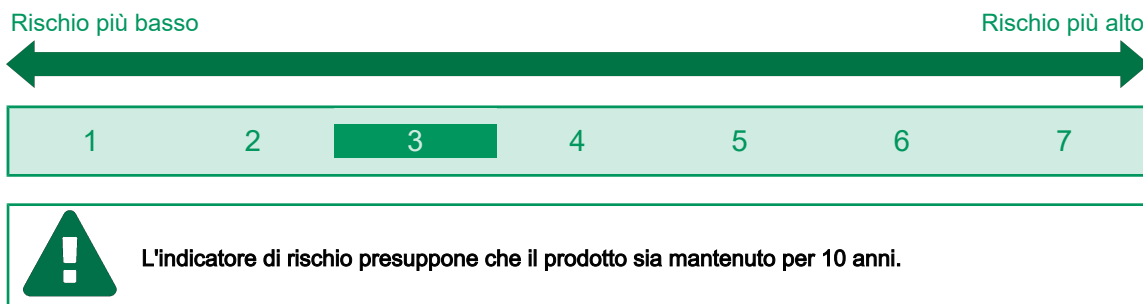 Rischio più basso Rischio più alto
1 2 3 4 5 6 7
L'indicatore di rischio presuppone che il prodotto sia mantenuto per 10 anni.